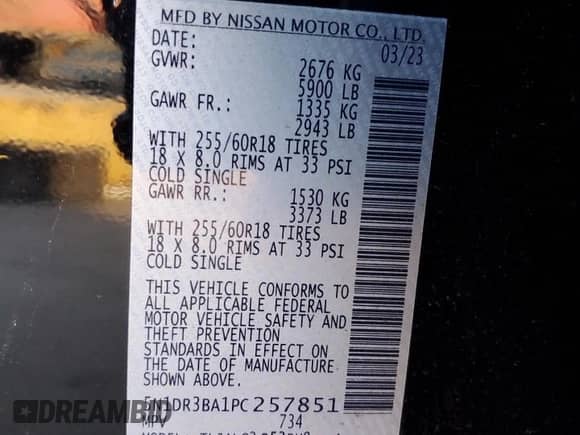 MFD BY NISSAN MOTOR CO., LTD.
DATE: 03/23
GVWR: 2676 KG
5900 LB
GAWR FR.: 1335 KG
2943 LB
WITH 255/60R18 TIRES
18 X 8.0 RIMS AT 33 PSI
COLD SINGLE
GAWR RR.: 1530 KG
3373 LB
WITH 255/60R18 TIRES
18 X 8.0 RIMS AT 33 PSI
COLD SINGLE
THIS VEHICLE CONFORMS TO
ALL APPLICABLE FEDERAL
MOTOR VEHICLE SAFETY AND
THEFT PREVENTION
STANDARDS IN EFFECT ON
THE DATE OF MANUFACTURE
SHOWN ABOVE.
5N1DR3BA1PC257851
MPV 734
DREAMBID